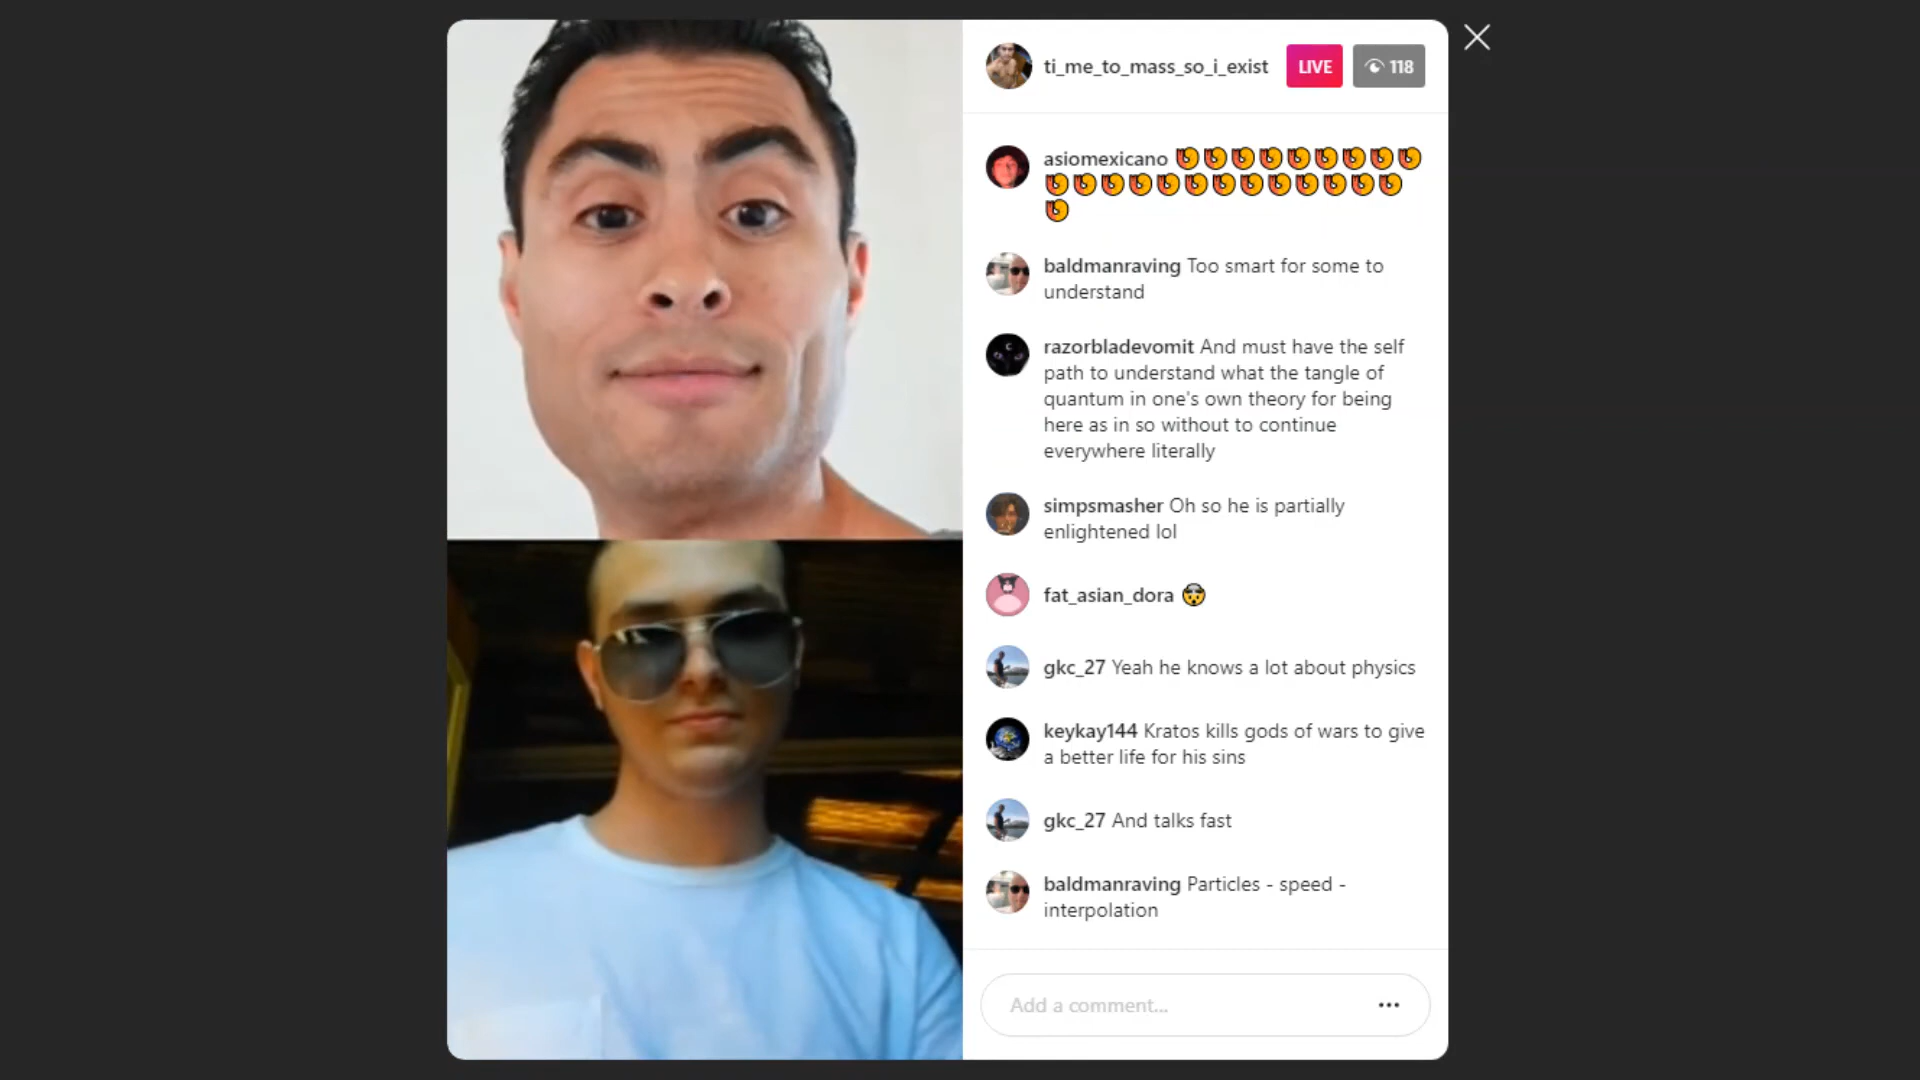 ti_me_to_mass_so_i_exist LIVE 118
asiomexicano
baldmanraving Too smart for some to
understand
razorbladevomit And must have the self
path to understand what the tangle of
quantum in one's own theory for being
here as in so without to continue
everywhere literally
simpsmasher Oh so he is partially
enlightened lol
fat_asian_dora
gkc_27 Yeah he knows a lot about physics
keykay144 Kratos kills gods of wars to give
a better life for his sins
gkc_27 And talks fast
baldmanraving Particles - speed -
interpolation
Add a comment...